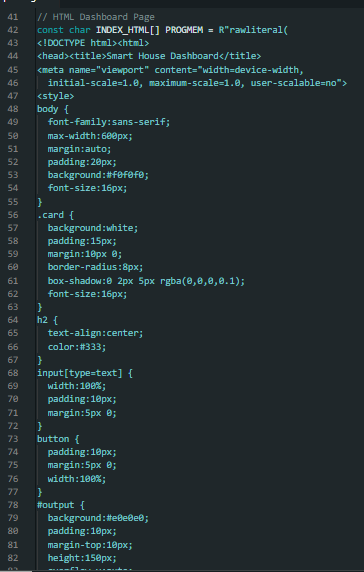 41 // HTML Dashboard Page
42 const char INDEX_HTML[] PROGMEM = R"rawliteral(
43 <!DOCTYPE html><html>
44 <head><title>Smart House Dashboard</title>
45 <meta name="viewport" content="width=device-width,
46 initial-scale=1.0, maximum-scale=1.0, user-scalable=no">
47 <style>
48 body {
49 font-family:sans-serif;
50 max-width:600px;
51 margin:auto;
52 padding:20px;
53 background:#f0f0f0;
54 font-size:16px;
55 }
56 .card {
57 background:white;
58 padding:15px;
59 margin:10px 0;
60 border-radius:8px;
61 box-shadow:0 2px 5px rgba(0,0,0,0.1);
62 font-size:16px;
63 }
64 h2 {
65 text-align:center;
66 color:#333;
67 }
68 input[type=text] {
69 width:100%;
70 padding:10px;
71 margin:5px 0;
72 }
73 button {
74 padding:10px;
75 margin:5px 0;
76 width:100%;
77 }
78 #output {
79 background:#e0e0e0;
80 padding:10px;
81 margin-top:10px;
82 height:150px;